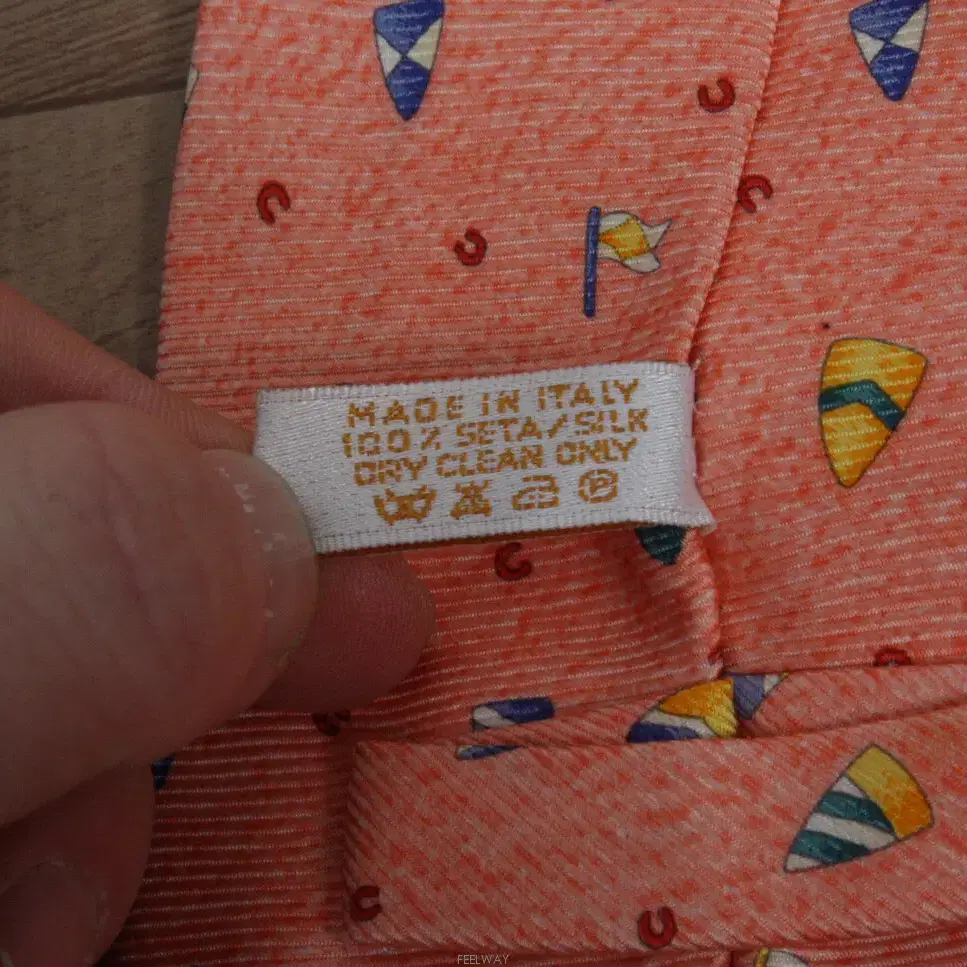 MADE IN ITALY
100% SETA/SILK
DRY CLEAN ONLY
P
FEELWAY